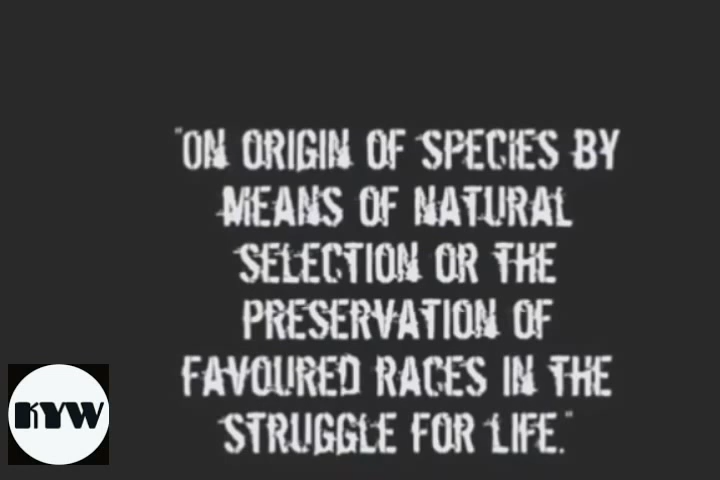 "ON ORIGIN OF SPECIES BY
MEANS OF NATURAL
SELECTION OR THE
PRESERVATION OF
FAVOURED RACES IN THE
STRUGGLE FOR LIFE."
KYW